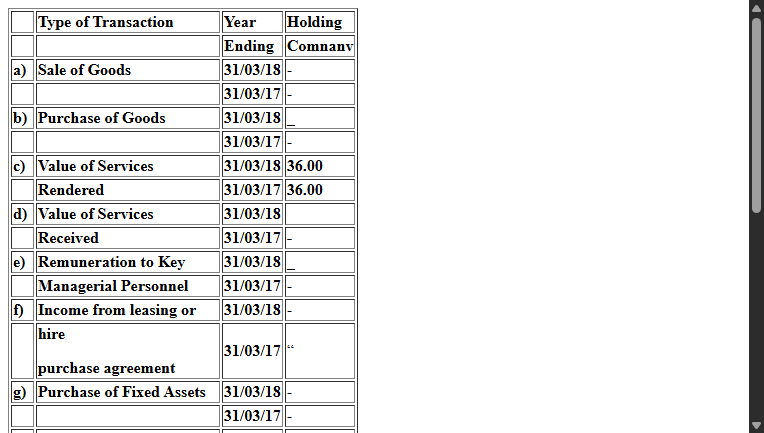 Type of Transaction Year Holding
Ending Comnanv
a) Sale of Goods 31/03/18 -
31/03/17 -
b) Purchase of Goods 31/03/18 _
31/03/17 -
c) Value of Services 31/03/18 36.00
Rendered 31/03/17 36.00
d) Value of Services 31/03/18
Received 31/03/17 -
e) Remuneration to Key 31/03/18 _
Managerial Personnel 31/03/17 -
f) Income from leasing or 31/03/18 -
hire
31/03/17 “
purchase agreement
g) Purchase of Fixed Assets 31/03/18 -
31/03/17 -